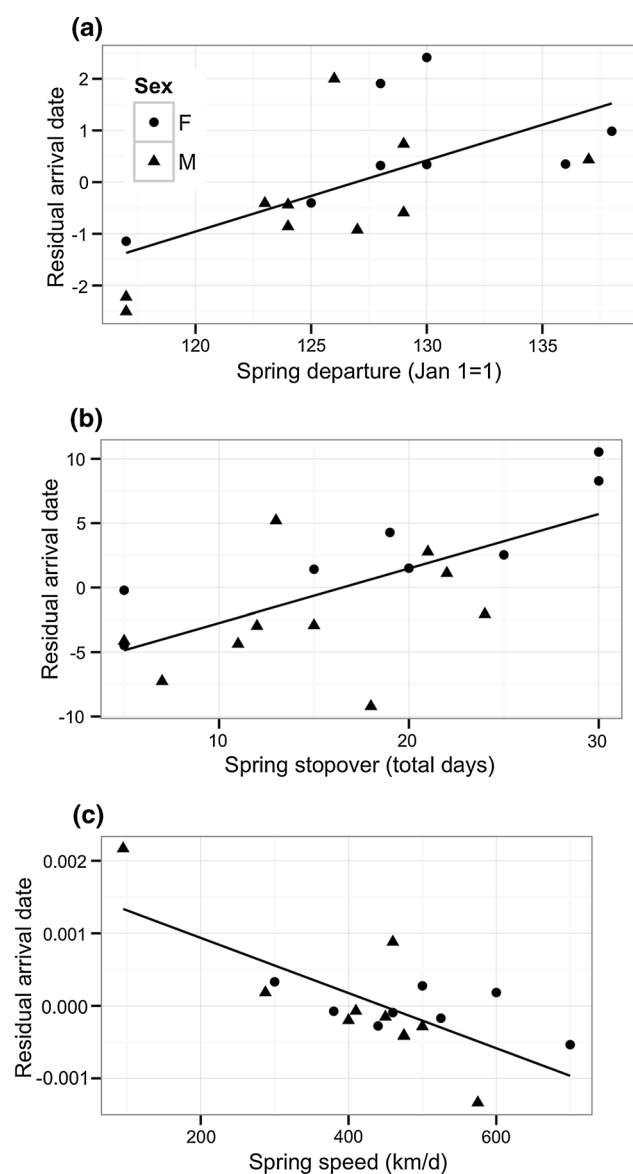 (a)
Sex
F
M
2
1
0
-1
-2
Residual arrival date
120
125
130
135
Spring departure (Jan 1=1)
(b)
10
5
0
-5
-10
Residual arrival date
10
20
30
Spring stopover (total days)
(c)
0.002
0.001
0.000
-0.001
Residual arrival date
200
400
600
Spring speed (km/d)